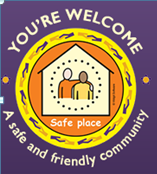 YOU'RE WELCOME
Safe place
A safe and friendly community